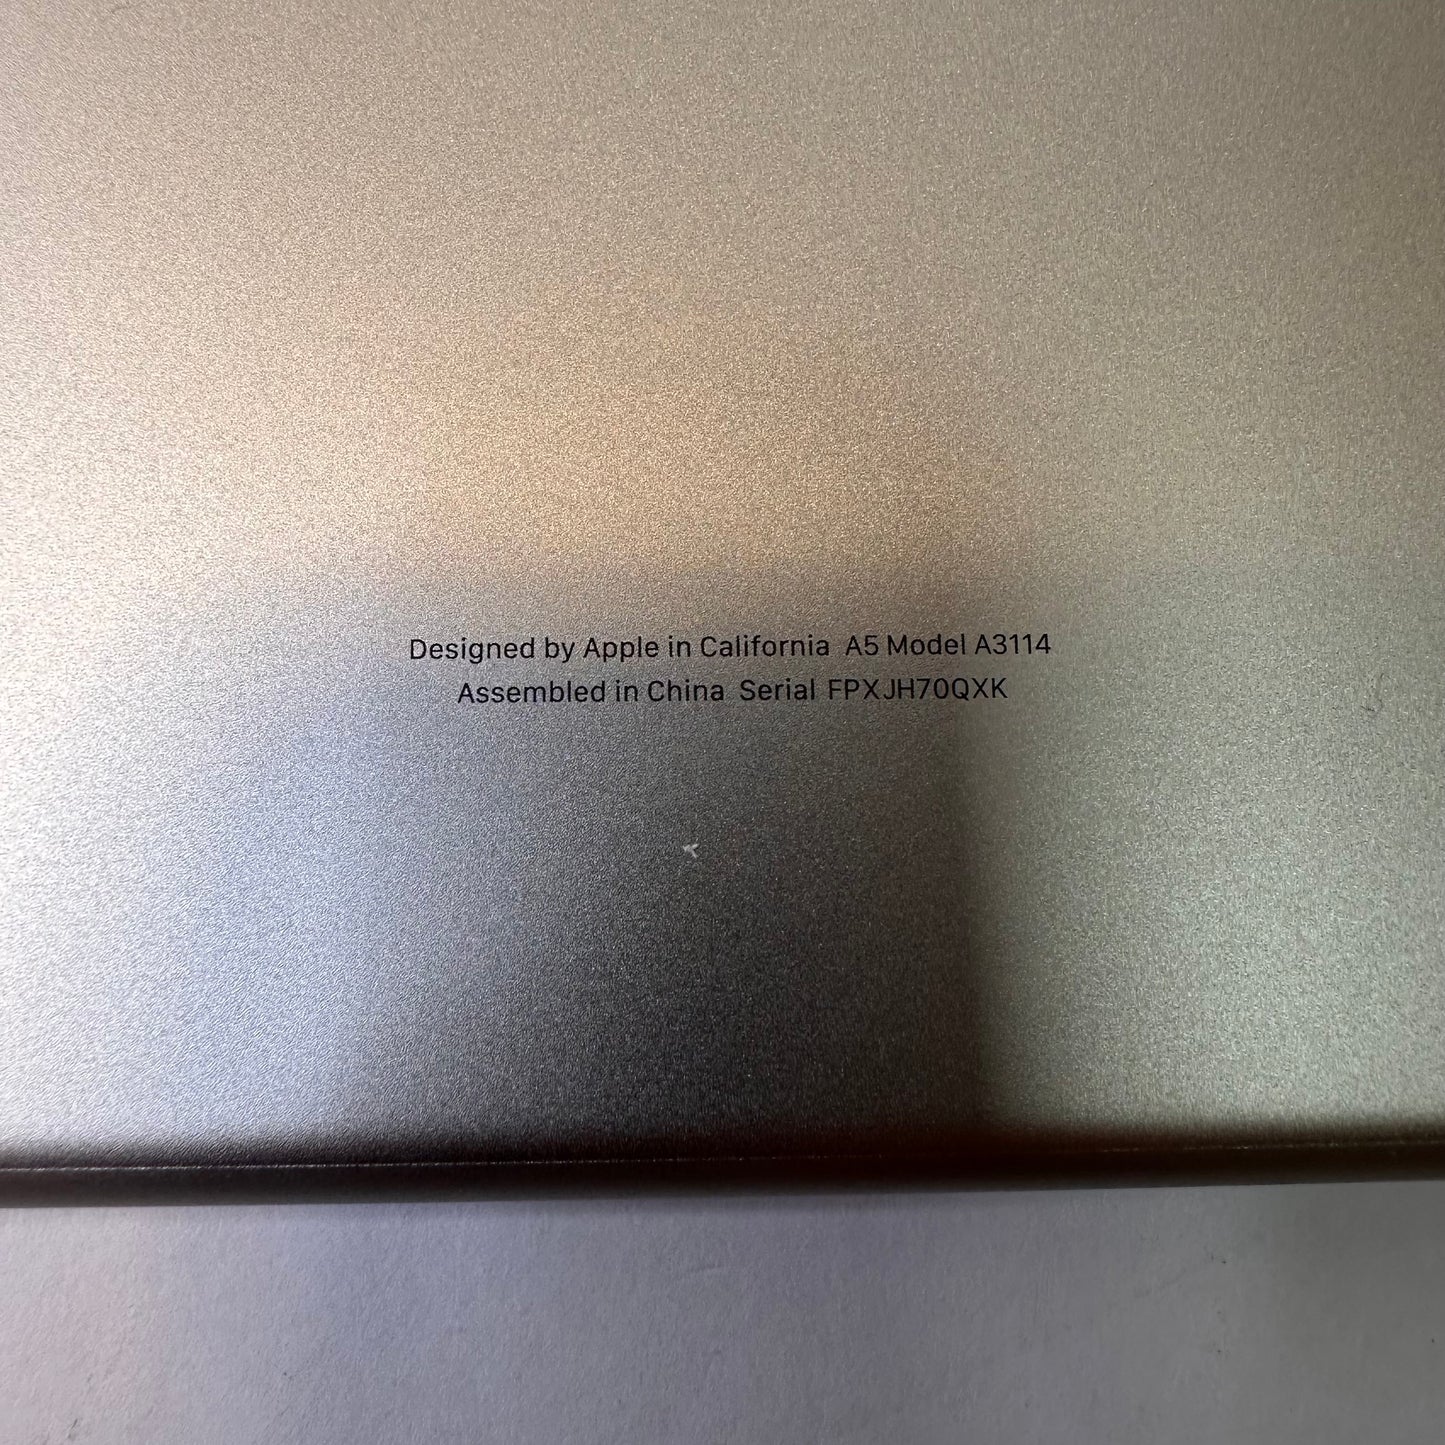 Designed by Apple in California A5 Model A3114
Assembled in China Serial FPXJH70QXK